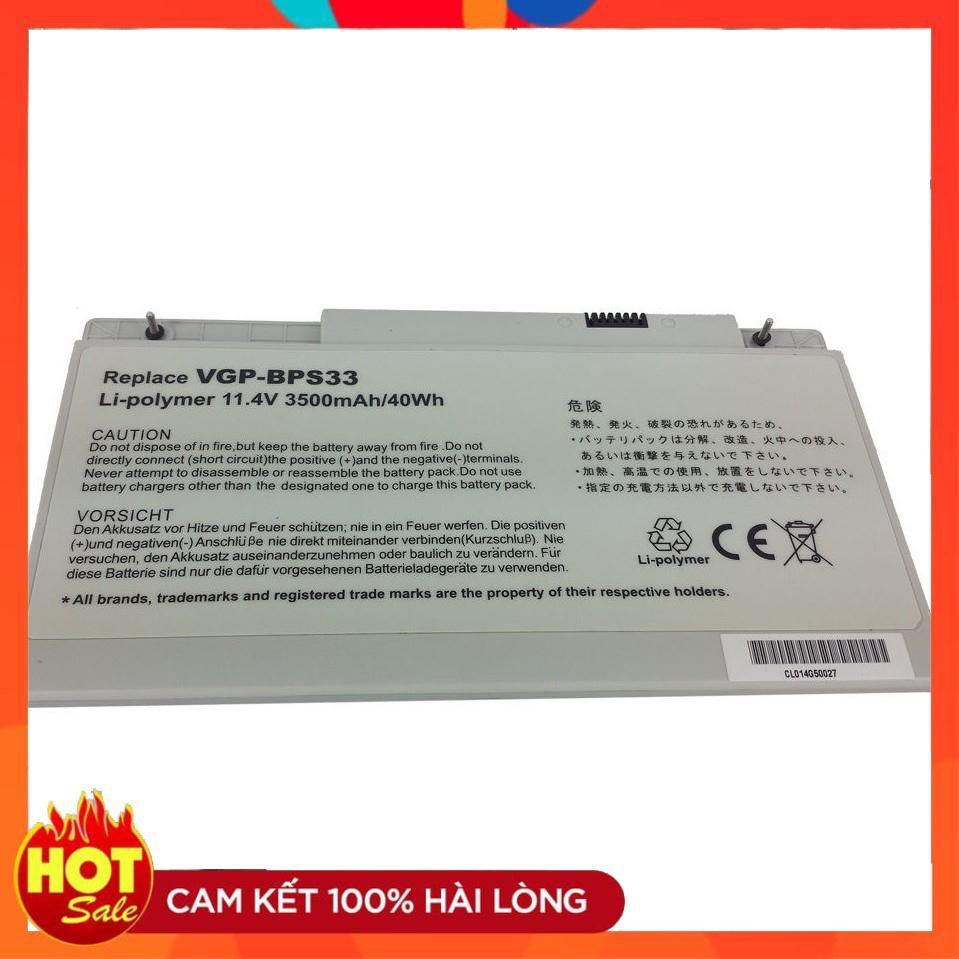 Replace VGP-BPS33
Li-polymer 11.4V 3500mAh/40Wh
CAUTION
Do not dispose of in fire,but keep the battery away from fire .Do not
directly connect (short circuit)the positive (+)and the negative(-)terminals.
Never attempt to disassemble or reassemble the battery pack.Do not use
battery chargers other than the designated one to charge this battery pack.
VORSICHT
Den Akkusatz vor Hitze und Feuer schützen; nie in ein Feuer werfen. Die positiven
(+)und negativen(-) Anschlüße nie direkt miteinander verbinden(Kurzschluß). Nie
versuchen, den Akkusatz auseinanderzunehmen oder baulich zu verändern. Für
diese Batterie sind nur die dafür vorgesehenen Batterieladegeräte zu verwenden.
* All brands, trademarks and registered trade marks are the property of their respective holders.
危険
発熱、発火、破裂の恐れがあるため、
・バッテリパックは分解、改造、火中への投入、
あるいは衝撃を与えないで下さい。
・加熱、高温での使用、放置をしないで下さい。
・指定の充電方法以外で充電しないで下さい。
Li-polymer
CE
CL014G50027
HOT
Sale
CAM KẾT 100% HÀI LÒNG